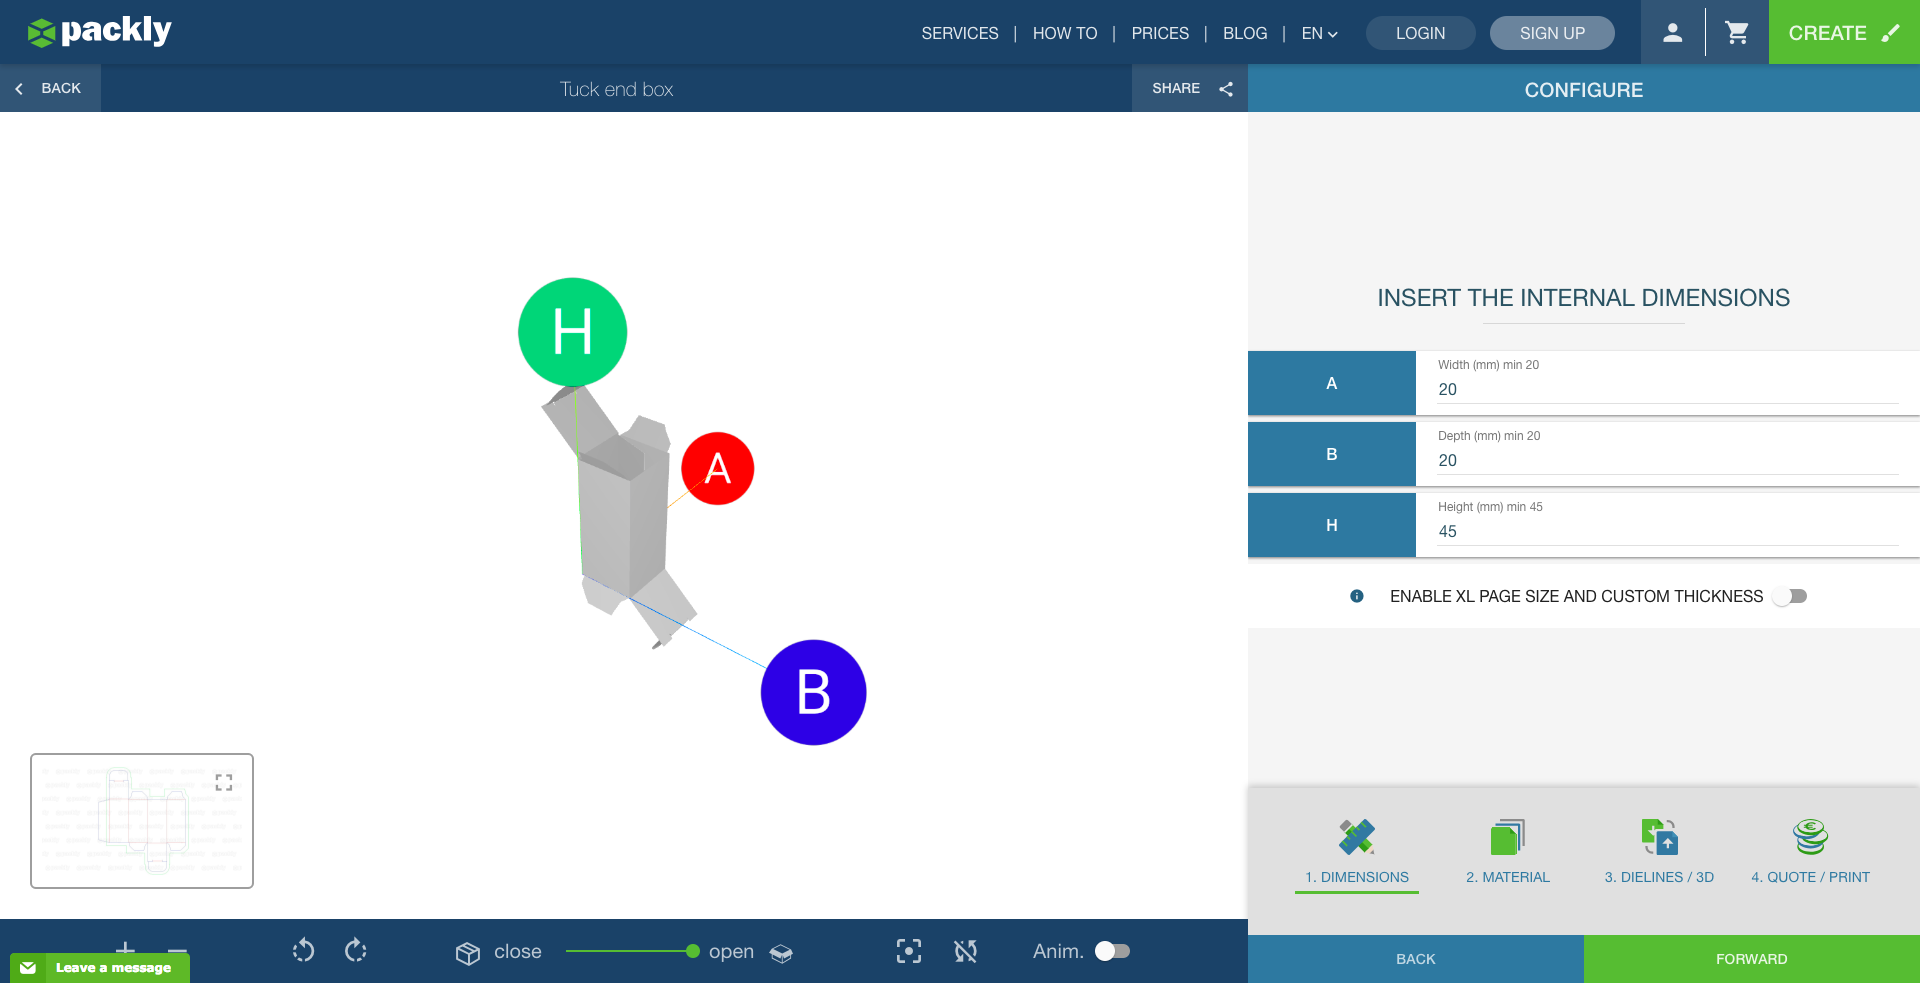 packly
SERVICES | HOW TO | PRICES | BLOG | EN
LOGIN
SIGN UP
CREATE
BACK
Tuck end box
SHARE
CONFIGURE
H
A
B
INSERT THE INTERNAL DIMENSIONS
A
Width (mm) min 20
20
B
Depth (mm) min 20
20
H
Height (mm) min 45
45
ENABLE XL PAGE SIZE AND CUSTOM THICKNESS
1. DIMENSIONS
2. MATERIAL
3. DIELINES / 3D
4. QUOTE / PRINT
close
open
Anim.
Leave a message
BACK
FORWARD